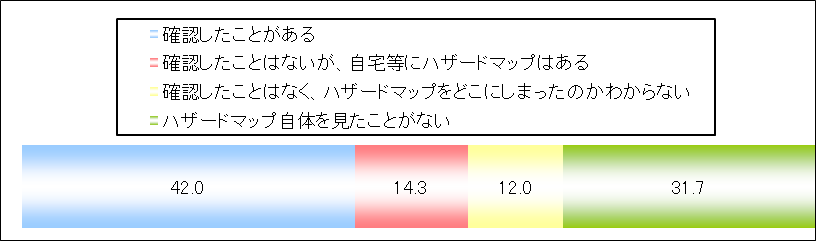 確認したことがある
確認したことはないが、自宅等にハザードマップはある
確認したことはなく、ハザードマップをどこにしまったのかわからない
ハザードマップ自体を見たことがない
42.0 14.3 12.0 31.7